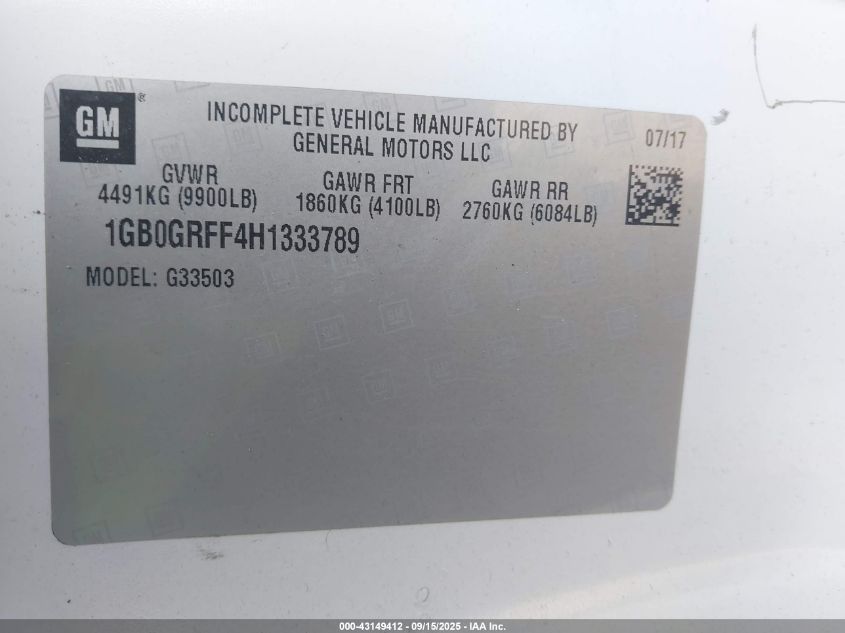 GM
INCOMPLETE VEHICLE MANUFACTURED BY
GENERAL MOTORS LLC
07/17
GVWR
4491KG (9900LB)
GAWR FRT
1860KG (4100LB)
GAWR RR
2760KG (6084LB)
1GB0GRFF4H1333789
MODEL: G33503
000-43149412 - 09/15/2025 - IAA Inc.